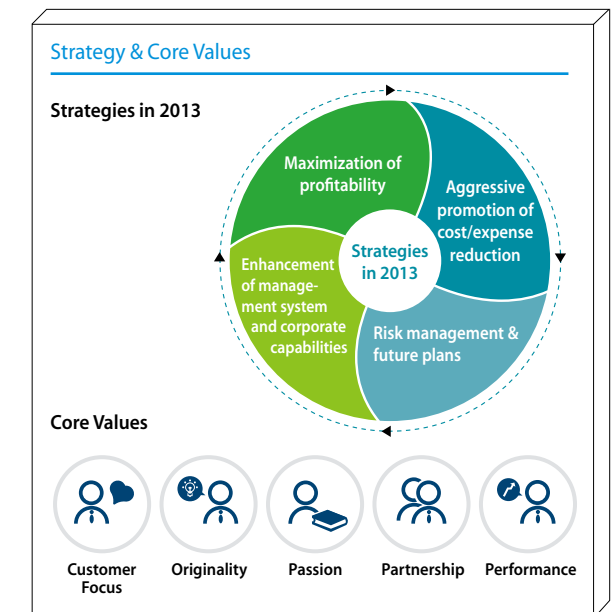 Strategy & Core Values
Strategies in 2013
Maximization of
profitability
Aggressive
promotion of
cost/expense
reduction
Strategies
in 2013
Enhancement
of manage-
ment system
and corporate
capabilities
Risk management &
future plans
Core Values
Customer
Focus
Originality
Passion
Partnership
Performance